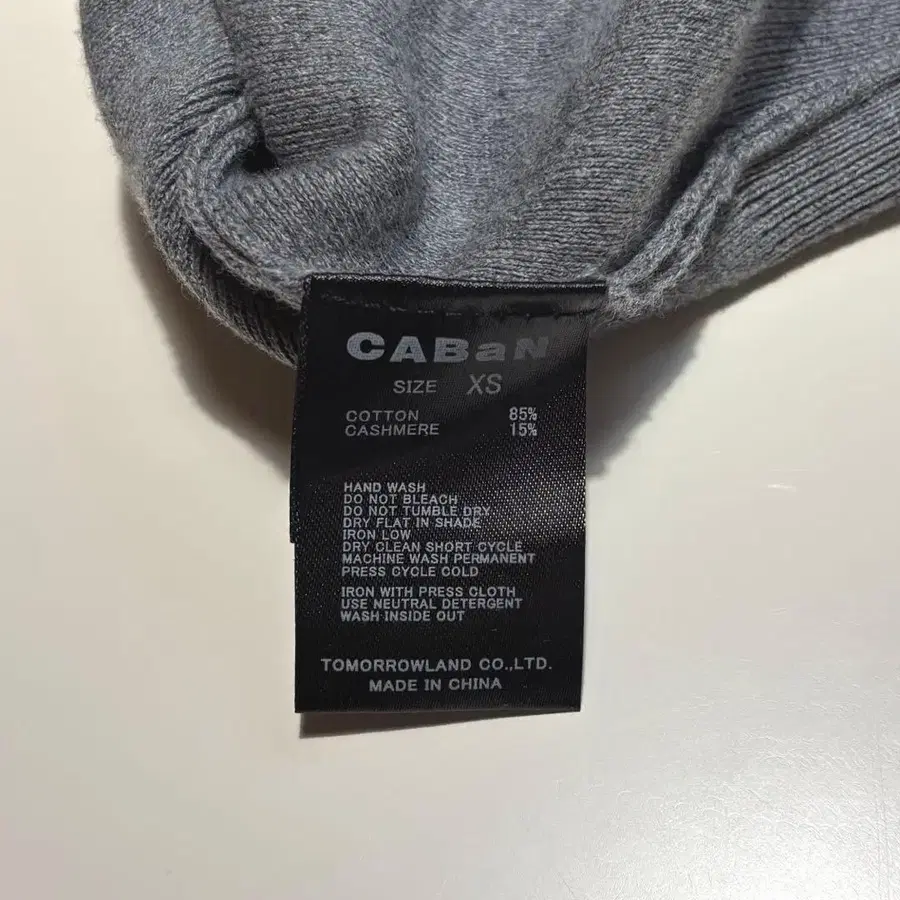 CABaN
SIZE XS
COTTON 85%
CASHMERE 15%
HAND WASH
DO NOT BLEACH
DO NOT TUMBLE DRY
DRY FLAT IN SHADE
IRON LOW
DRY CLEAN SHORT CYCLE
MACHINE WASH PERMANENT
PRESS CYCLE COLD
IRON WITH PRESS CLOTH
USE NEUTRAL DETERGENT
WASH INSIDE OUT
TOMORROWLAND CO.,LTD.
MADE IN CHINA